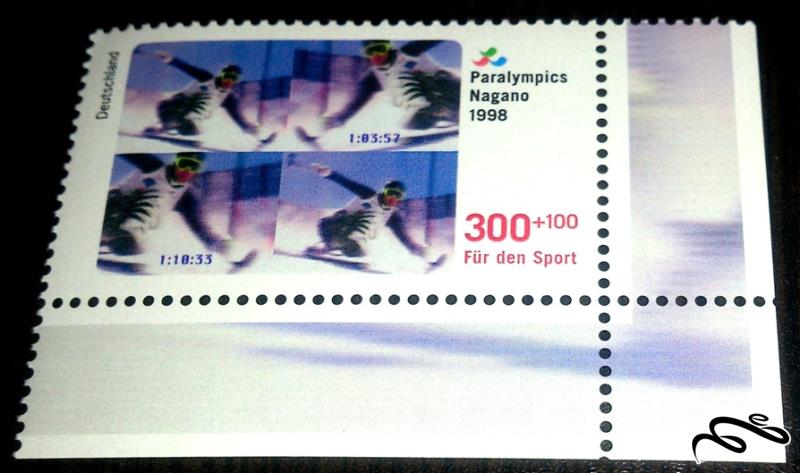 Deutschland
Paralympics
Nagano
1998
1:03:57
300+100
Für den Sport
1:10:33